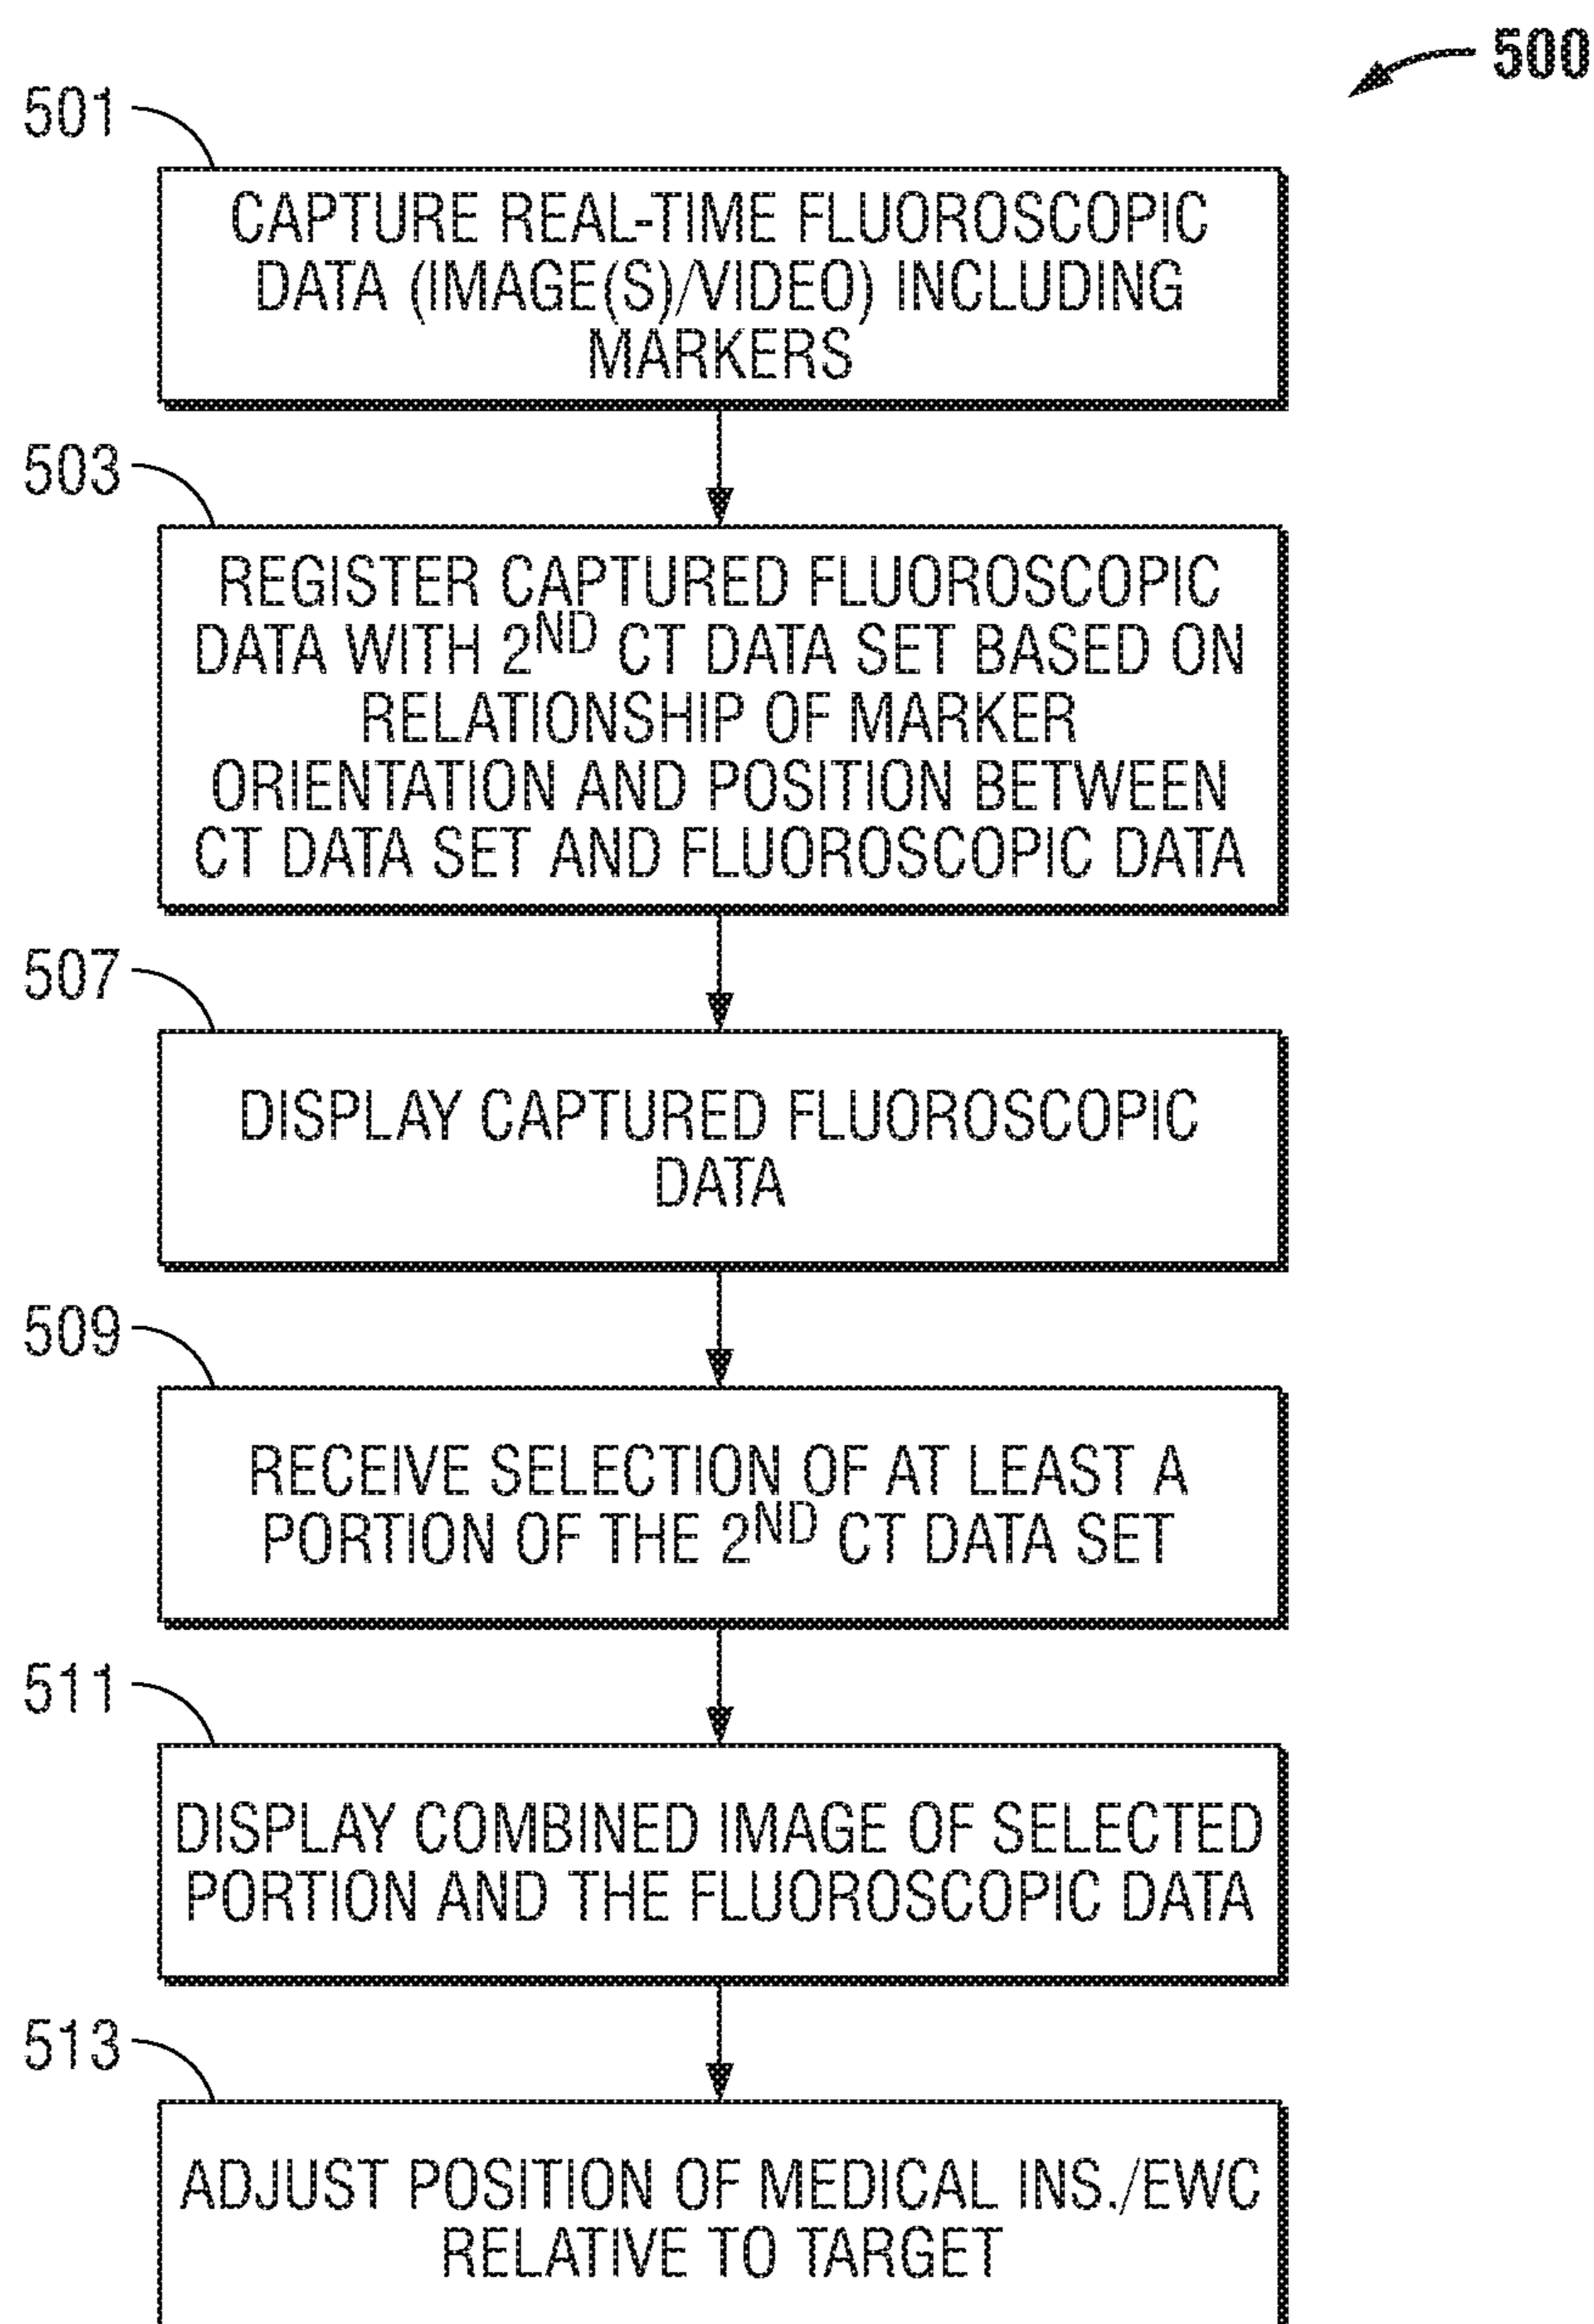 500
501
CAPTURE REAL-TIME FLUOROSCOPIC
DATA (IMAGE(S)/VIDEO) INCLUDING
MARKERS
503
REGISTER CAPTURED FLUOROSCOPIC
DATA WITH 2ND CT DATA SET BASED ON
RELATIONSHIP OF MARKER
ORIENTATION AND POSITION BETWEEN
CT DATA SET AND FLUOROSCOPIC DATA
507
DISPLAY CAPTURED FLUOROSCOPIC
DATA
509
RECEIVE SELECTION OF AT LEAST A
PORTION OF THE 2ND CT DATA SET
511
DISPLAY COMBINED IMAGE OF SELECTED
PORTION AND THE FLUOROSCOPIC DATA
513
ADJUST POSITION OF MEDICAL INS./EWC
RELATIVE TO TARGET